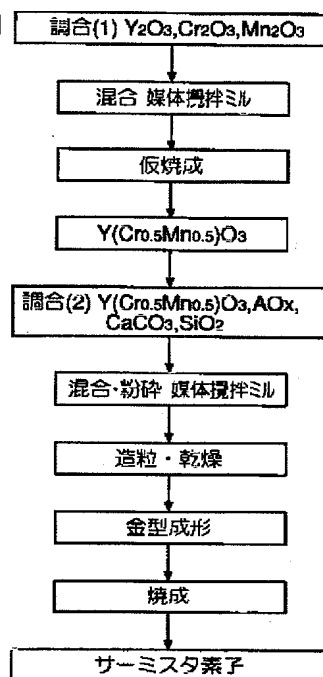 調合(1) Y2O3,Cr2O3,Mn2O3
混合 媒体攪拌ミル
仮焼成
Y(Cr0.5Mn0.5)O3
調合(2) Y(Cr0.5Mn0.5)O3,AOx,
CaCO3,SiO2
混合・粉砕 媒体攪拌ミル
造粒・乾燥
金型成形
焼成
サーミスタ素子